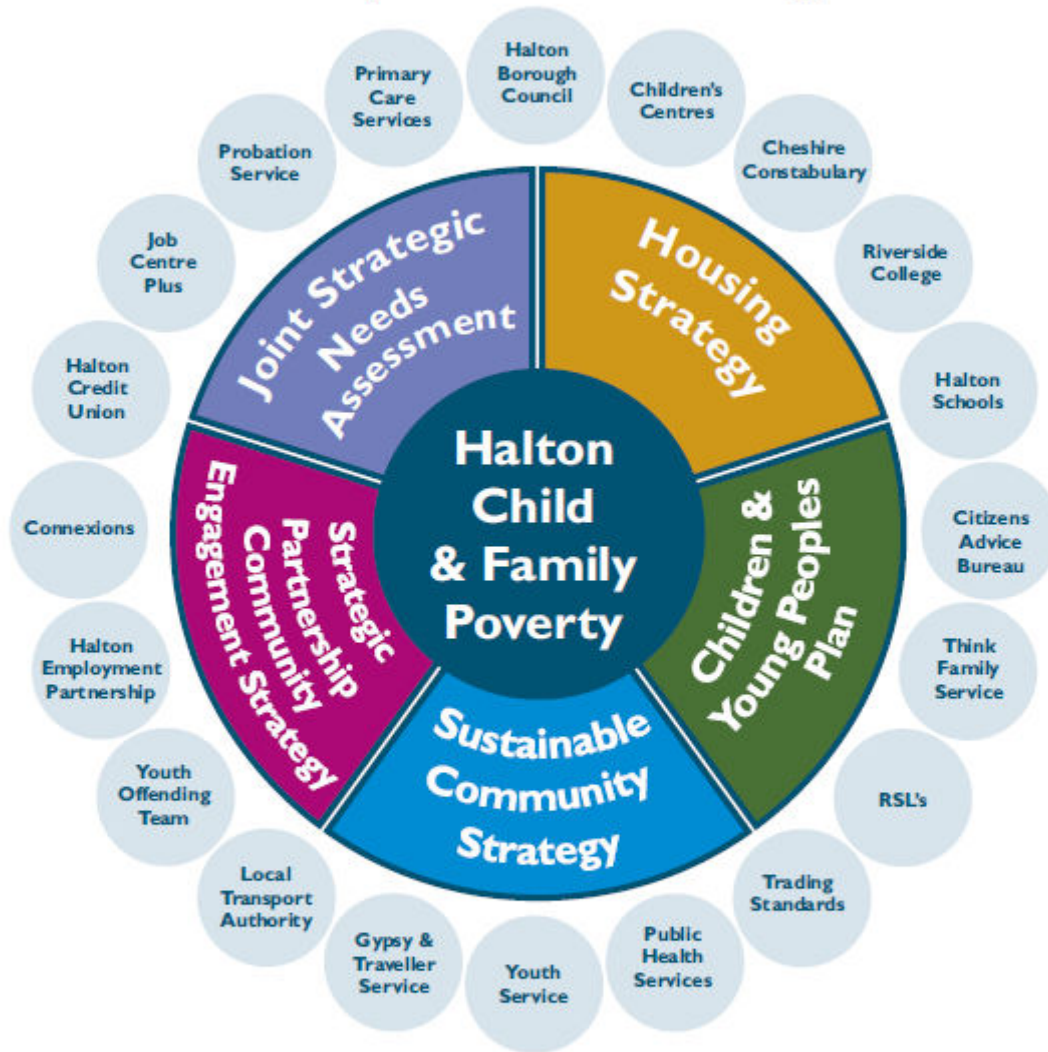 Halton
Borough
Council
Children's
Centres
Cheshire
Constabulary
Riverside
College
Halton
Schools
Citizens
Advice
Bureau
Think
Family
Service
RSL's
Trading
Standards
Public
Health
Services
Youth
Service
Gypsy &
Traveller
Service
Local
Transport
Authority
Youth
Offending
Team
Halton
Employment
Partnership
Connexions
Halton
Credit
Union
Job
Centre
Plus
Probation
Service
Primary
Care
Services
Housing
Strategy
Children &
Young Peoples
Plan
Sustainable
Community
Strategy
Strategic
Partnership
Community
Engagement Strategy
Joint Strategic
Needs
Assessment
Halton
Child
& Family
Poverty